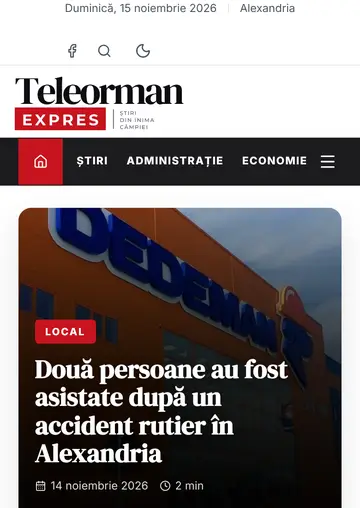 Duminică, 15 noiembrie 2026 Alexandria
Teleorman
EXPRES
ȘTIRI
DIN INIMA
CÂMPIEI
ȘTIRI ADMINISTRAȚIE ECONOMIE
DEDEMAN
LOCAL
Două persoane au fost
asistate după un
accident rutier în
Alexandria
14 noiembrie 2026 2 min